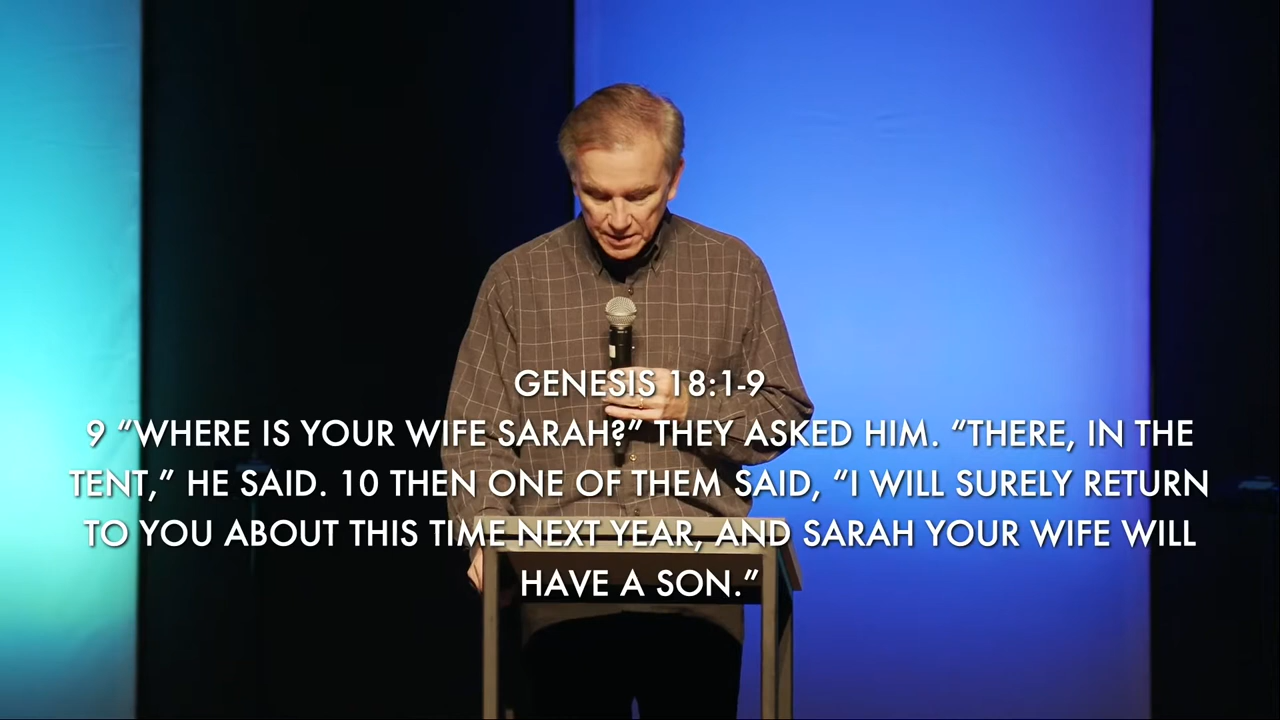 GENESIS 18:1-9
9 “WHERE IS YOUR WIFE SARAH?” THEY ASKED HIM. “THERE, IN THE
TENT,” HE SAID. 10 THEN ONE OF THEM SAID, “I WILL SURELY RETURN
TO YOU ABOUT THIS TIME NEXT YEAR, AND SARAH YOUR WIFE WILL
HAVE A SON.”